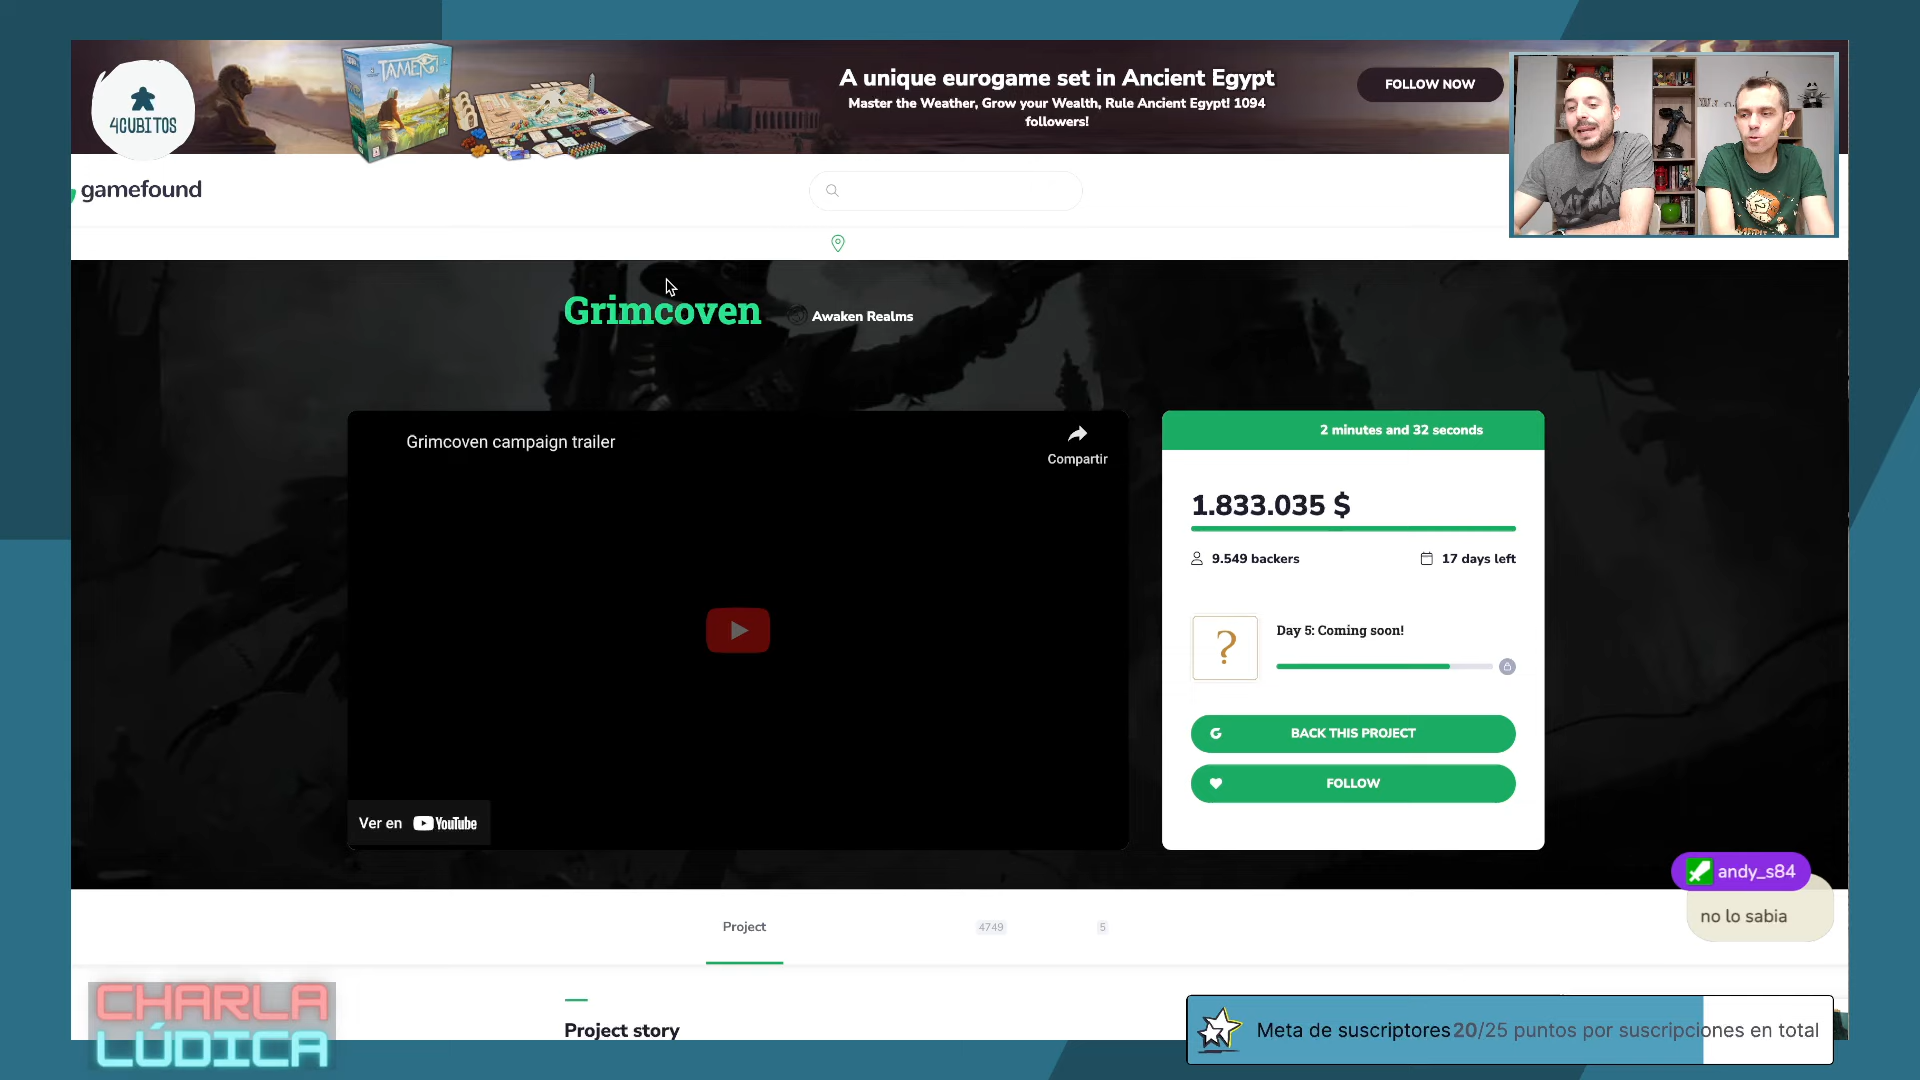 4CUBITOS
TAMERI
A unique eurogame set in Ancient Egypt
Master the Weather, Grow your Wealth, Rule Ancient Egypt! 1094
followers!
FOLLOW NOW
BATMAN
gamefound
Grimcoven
Awaken Realms
Grimcoven campaign trailer
Compartir
2 minutes and 32 seconds
1.833.035 $
9.549 backers
17 days left
?
Day 5: Coming soon!
BACK THIS PROJECT
FOLLOW
Ver en YouTube
andy_s84
no lo sabia
Project
4749
5
Project story
CHARLA
LÚDICA
Meta de suscriptores 20/25 puntos por suscripciones en total